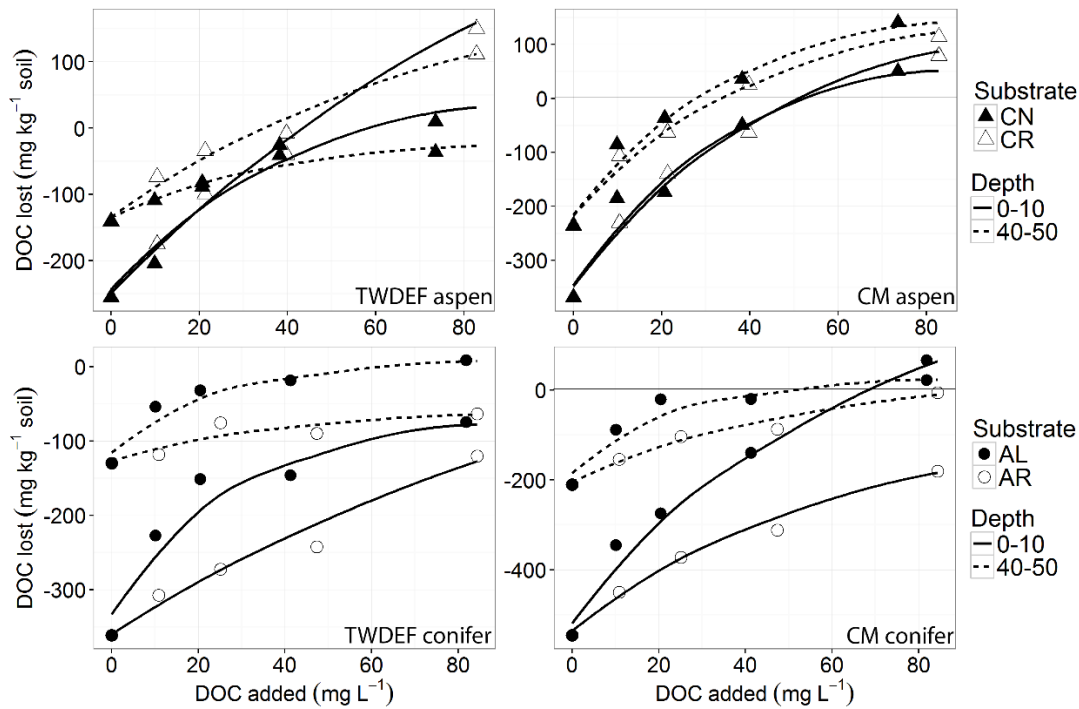 DOC lost (mg kg⁻¹ soil)
100
0
-100
-200
0
20
40
60
80
TWDEF aspen
100
0
-100
-200
-300
0
20
40
60
80
CM aspen
Substrate
CN
CR
Depth
0-10
40-50
DOC lost (mg kg⁻¹ soil)
0
-100
-200
-300
0
20
40
60
80
TWDEF conifer
DOC added (mg L⁻¹)
0
-200
-400
0
20
40
60
80
CM conifer
DOC added (mg L⁻¹)
Substrate
AL
AR
Depth
0-10
40-50